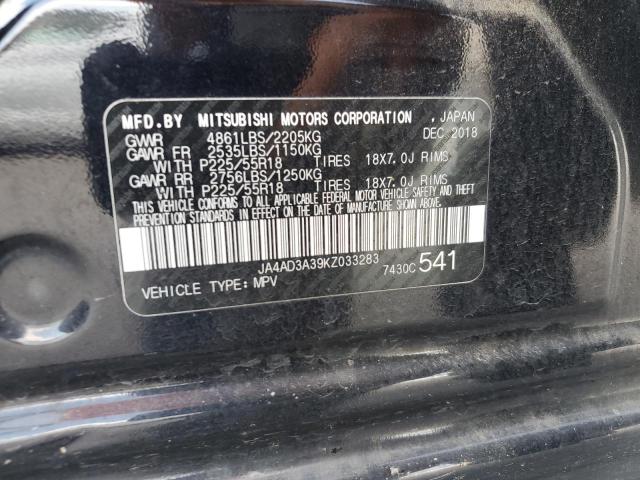 MFD.BY MITSUBISHI MOTORS CORPORATION , JAPAN
GVWR 4861LBS/2205KG DEC.2018
GAWR FR 2535LBS/1150KG
WITH P225/55R18 TIRES 18X7.0J RIMS
GAWR RR 2756LBS/1250KG
WITH P225/55R18 TIRES 18X7.0J RIMS
THIS VEHICLE CONFORMS TO ALL APPLICABLE FEDERAL MOTOR VEHICLE SAFETY AND THEFT
PREVENTION STANDARDS IN EFFECT ON THE DATE OF MANUFACTURE SHOWN ABOVE.
JA4AD3A39KZ033283 7430C 541
VEHICLE TYPE: MPV